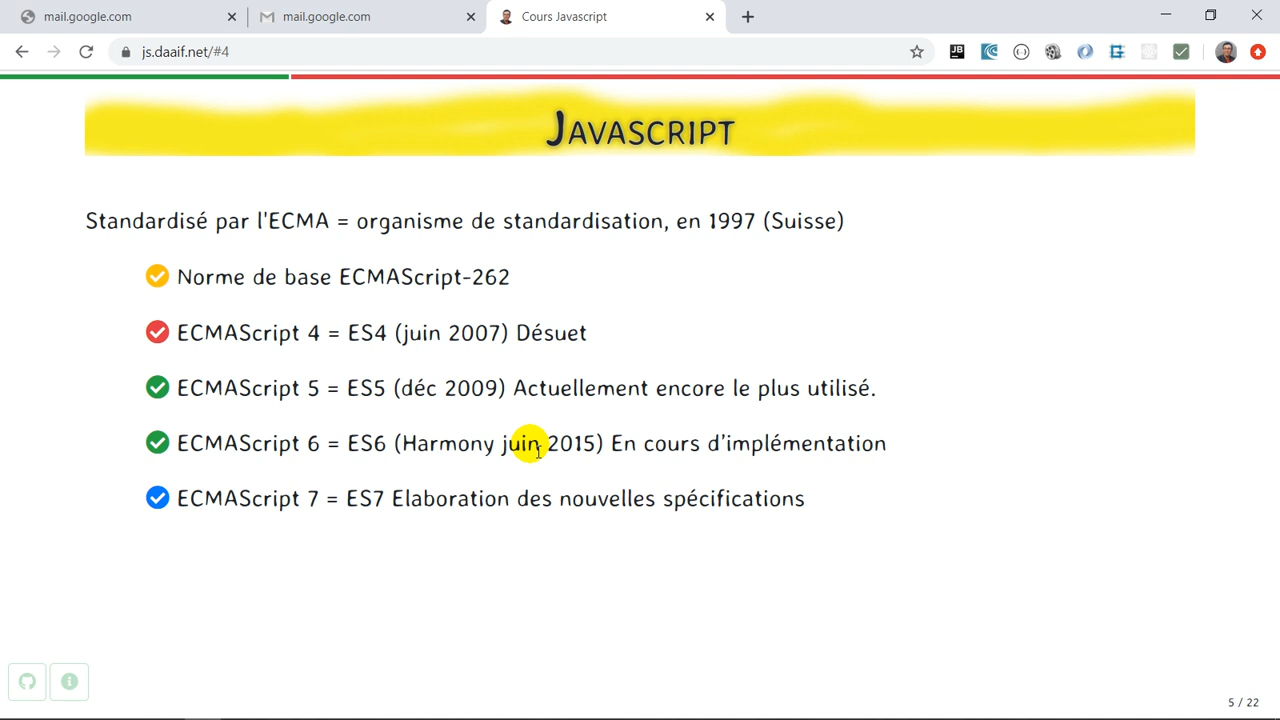 mail.google.com
mail.google.com
Cours Javascript
js.daaif.net/#4
JB
JAVASCRIPT
Standardisé par l'ECMA = organisme de standardisation, en 1997 (Suisse)
Norme de base ECMAScript-262
ECMAScript 4 = ES4 (juin 2007) Désuet
ECMAScript 5 = ES5 (déc 2009) Actuellement encore le plus utilisé.
ECMAScript 6 = ES6 (Harmony juin 2015) En cours d’implémentation
ECMAScript 7 = ES7 Elaboration des nouvelles spécifications
5 / 22